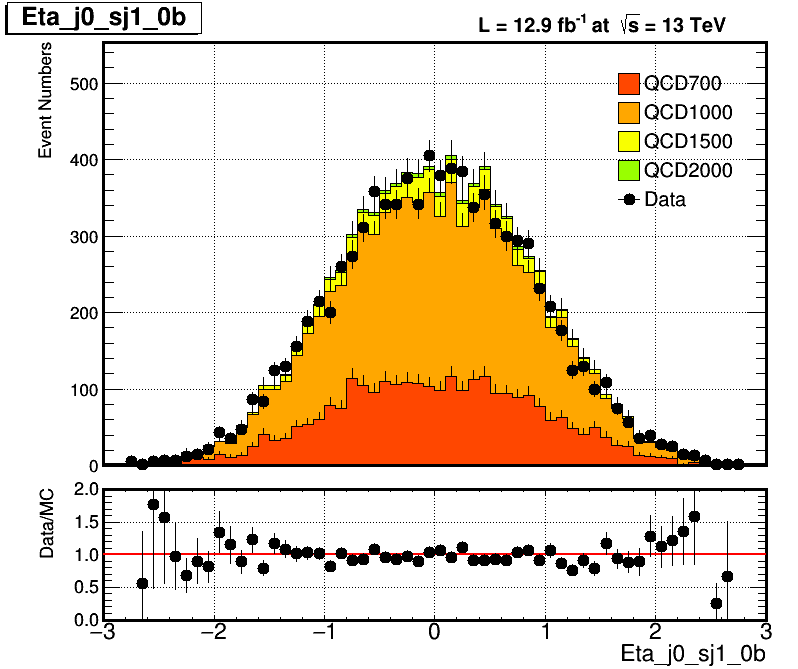 Eta_j0_sj1_0b
L = 12.9 fb⁻¹ at √s = 13 TeV
Event Numbers
500
400
300
200
100
0
QCD700
QCD1000
QCD1500
QCD2000
Data
Data/MC
2.0
1.5
1.0
0.5
0.0
−3 −2 −1 0 1 2 3
Eta_j0_sj1_0b